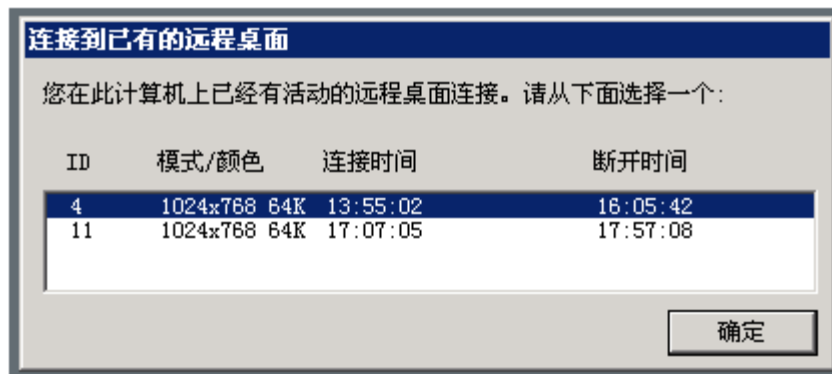 连接到已有的远程桌面
您在此计算机上已经有活动的远程桌面连接。请从下面选择一个:
ID 模式/颜色 连接时间 断开时间
4 1024x768 64K 13:55:02 16:05:42
11 1024x768 64K 17:07:05 17:57:08
确定